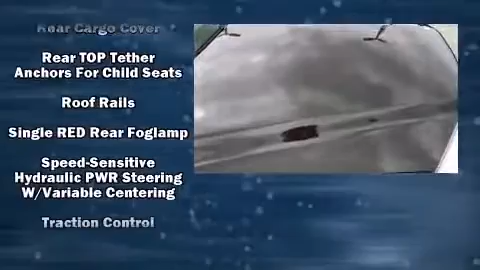 Rear Cargo Cover
Rear TOP Tether
Anchors For Child Seats
Roof Rails
Single RED Rear Foglamp
Speed-Sensitive
Hydraulic PWR Steering
W/Variable Centering
Traction Control